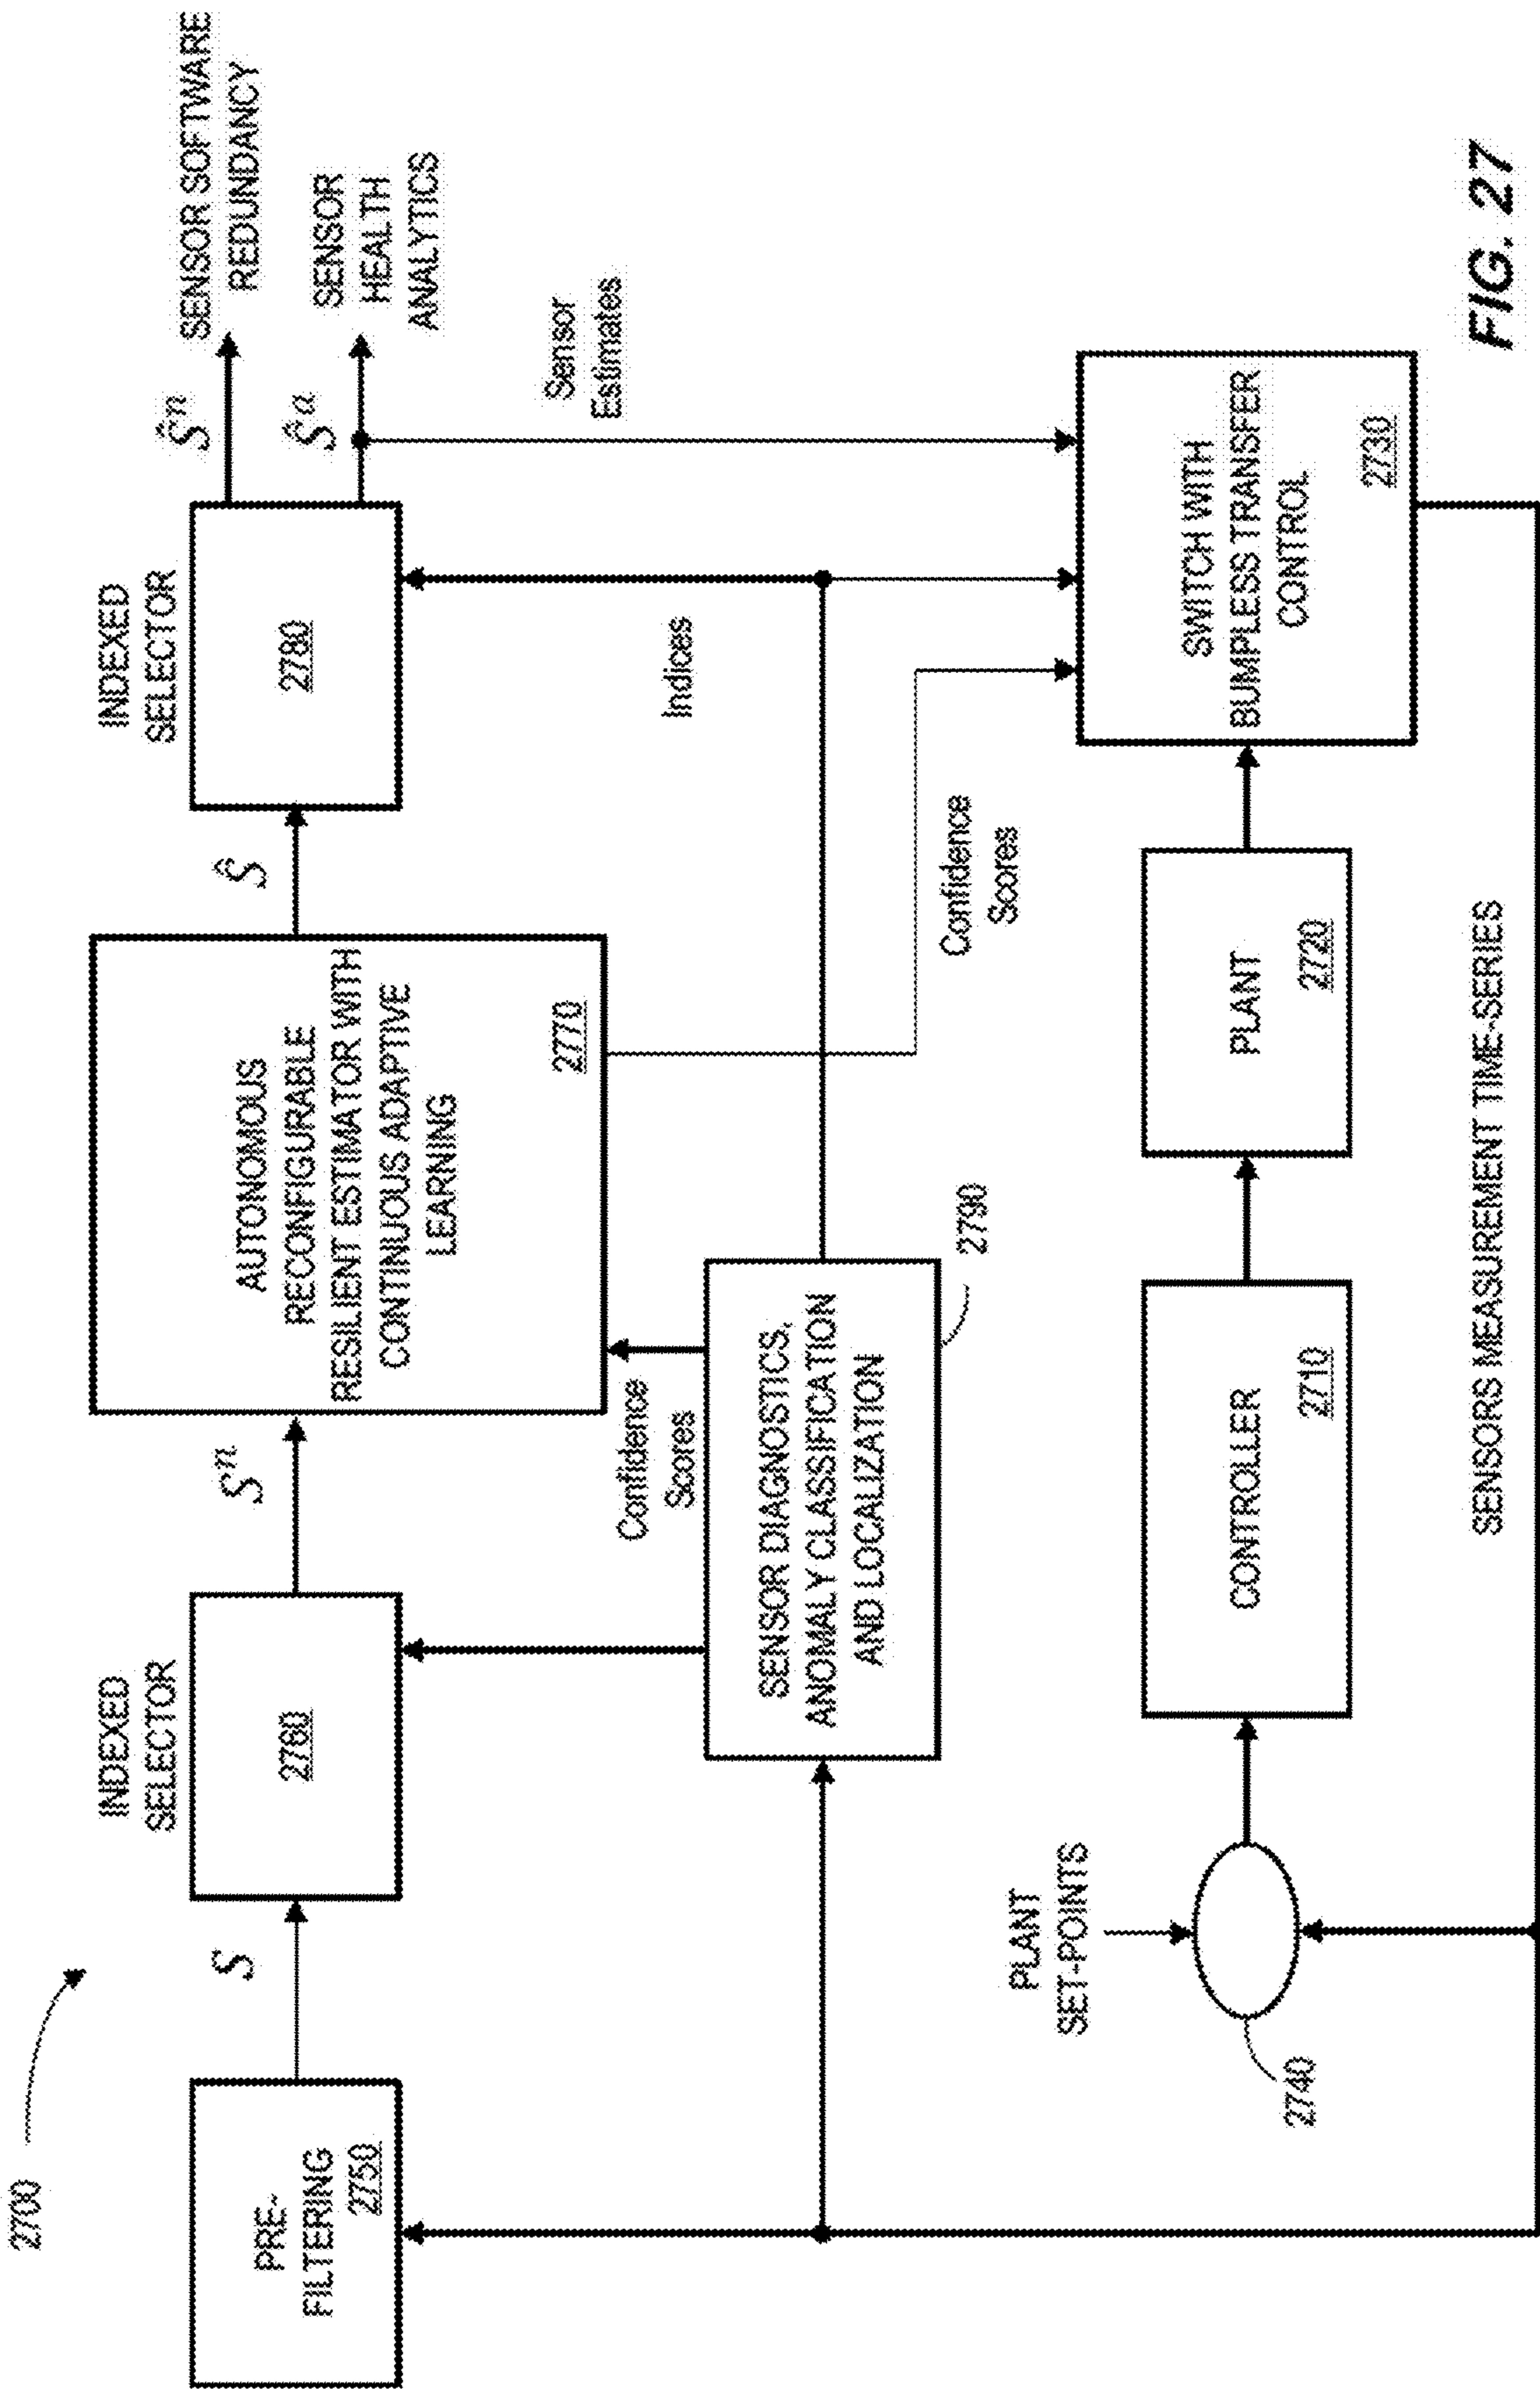 2700
PRE-
FILTERING
2750
S
INDEXED
SELECTOR
2760
Sⁿ
AUTONOMOUS
RECONFIGURABLE
RESILIENT ESTIMATOR WITH
CONTINUOUS ADAPTIVE
LEARNING
2770
Ŝ
INDEXED
SELECTOR
2780
Ŝⁿ
SENSOR SOFTWARE
REDUNDANCY
Ŝᵃ
SENSOR
HEALTH
ANALYTICS
Sensor
Estimates
Confidence
Scores
Indices
SENSOR DIAGNOSTICS,
ANOMALY CLASSIFICATION
AND LOCALIZATION
2790
Confidence
Scores
PLANT
SET-POINTS
2740
CONTROLLER
2710
PLANT
2720
SWITCH WITH
BUMPLESS TRANSFER
CONTROL
2730
SENSORS MEASUREMENT TIME-SERIES
FIG. 27